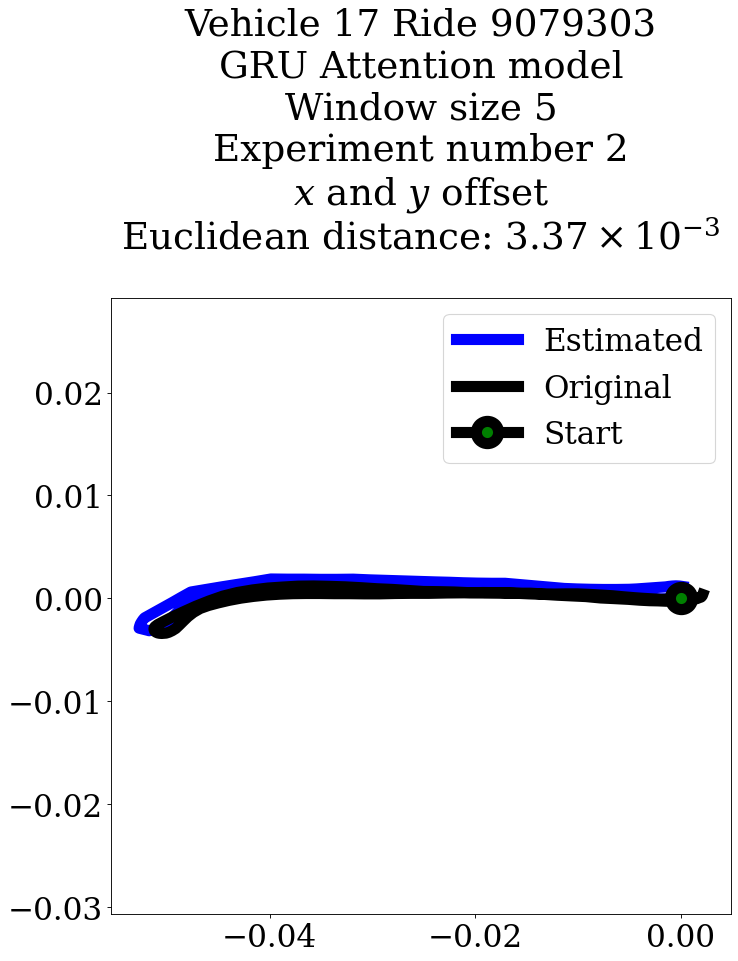 Vehicle 17 Ride 9079303
GRU Attention model
Window size 5
Experiment number 2
x and y offset
Euclidean distance: 3.37 × 10⁻³
Estimated
Original
Start
0.02
0.01
0.00
−0.01
−0.02
−0.03
−0.04
−0.02
0.00